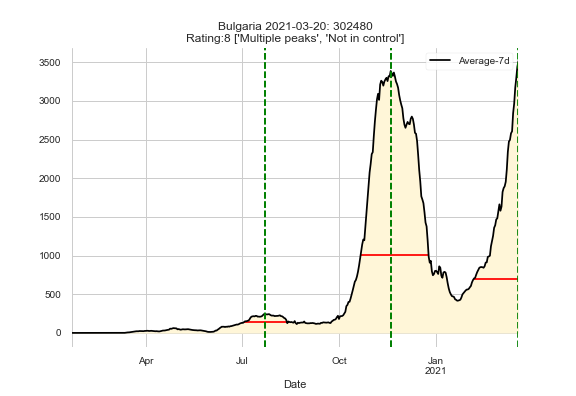 Bulgaria 2021-03-20: 302480
Rating:8 ['Multiple peaks', 'Not in control']
Average-7d
3500
3000
2500
2000
1500
1000
500
0
Apr
Jul
Oct
Jan
2021
Date